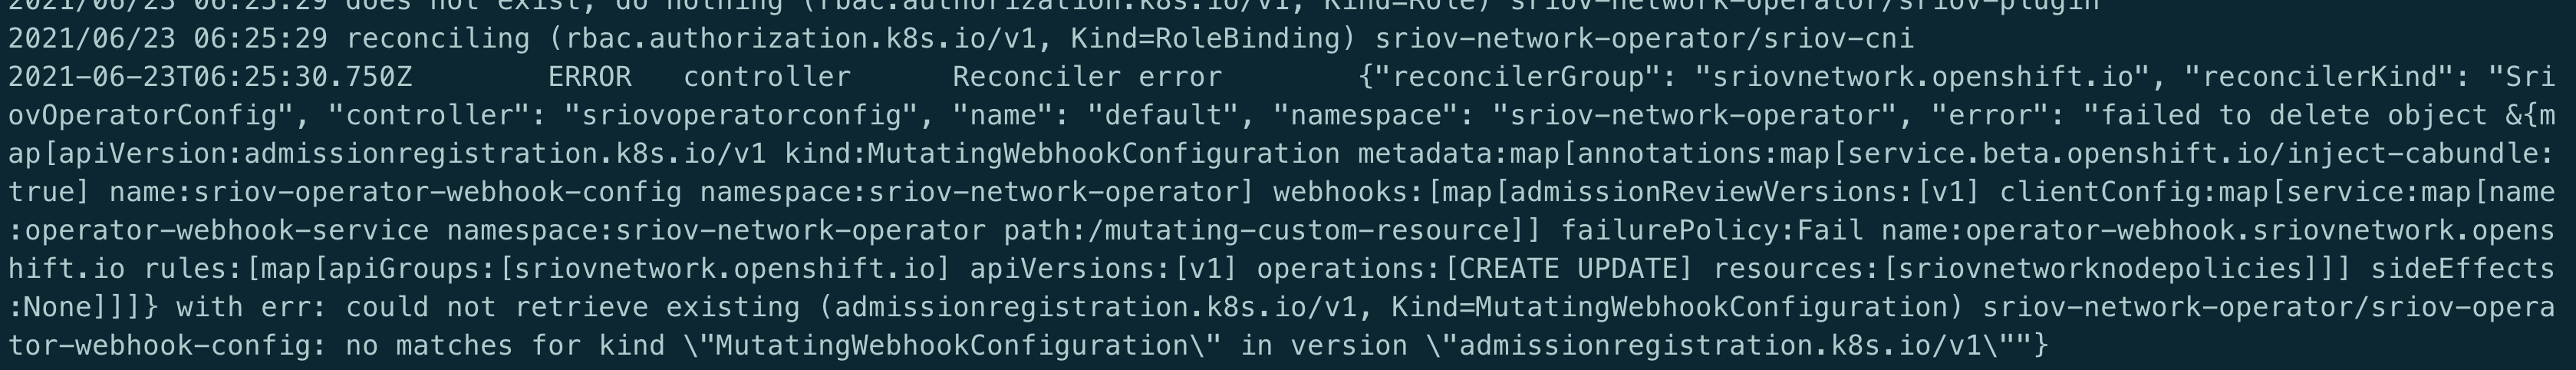 2021/06/23 06:25:29 does not exist, do nothing (rbac.authorization.k8s.io/v1, Kind=Role) sriov-network-operator/sriov-plugin
2021/06/23 06:25:29 reconciling (rbac.authorization.k8s.io/v1, Kind=RoleBinding) sriov-network-operator/sriov-cni
2021-06-23T06:25:30.750Z        ERROR   controller      Reconciler error        {"reconcilerGroup": "sriovnetwork.openshift.io", "reconcilerKind": "Sri
ovOperatorConfig", "controller": "sriovoperatorconfig", "name": "default", "namespace": "sriov-network-operator", "error": "failed to delete object &{m
ap[apiVersion:admissionregistration.k8s.io/v1 kind:MutatingWebhookConfiguration metadata:map[annotations:map[service.beta.openshift.io/inject-cabundle:
true] name:sriov-operator-webhook-config namespace:sriov-network-operator] webhooks:[map[admissionReviewVersions:[v1] clientConfig:map[service:map[name
:operator-webhook-service namespace:sriov-network-operator path:/mutating-custom-resource]] failurePolicy:Fail name:operator-webhook.sriovnetwork.opens
hift.io rules:[map[apiGroups:[sriovnetwork.openshift.io] apiVersions:[v1] operations:[CREATE UPDATE] resources:[sriovnetworknodepolicies]]] sideEffects
:None]]]} with err: could not retrieve existing (admissionregistration.k8s.io/v1, Kind=MutatingWebhookConfiguration) sriov-network-operator/sriov-opera
tor-webhook-config: no matches for kind \"MutatingWebhookConfiguration\" in version \"admissionregistration.k8s.io/v1\""}